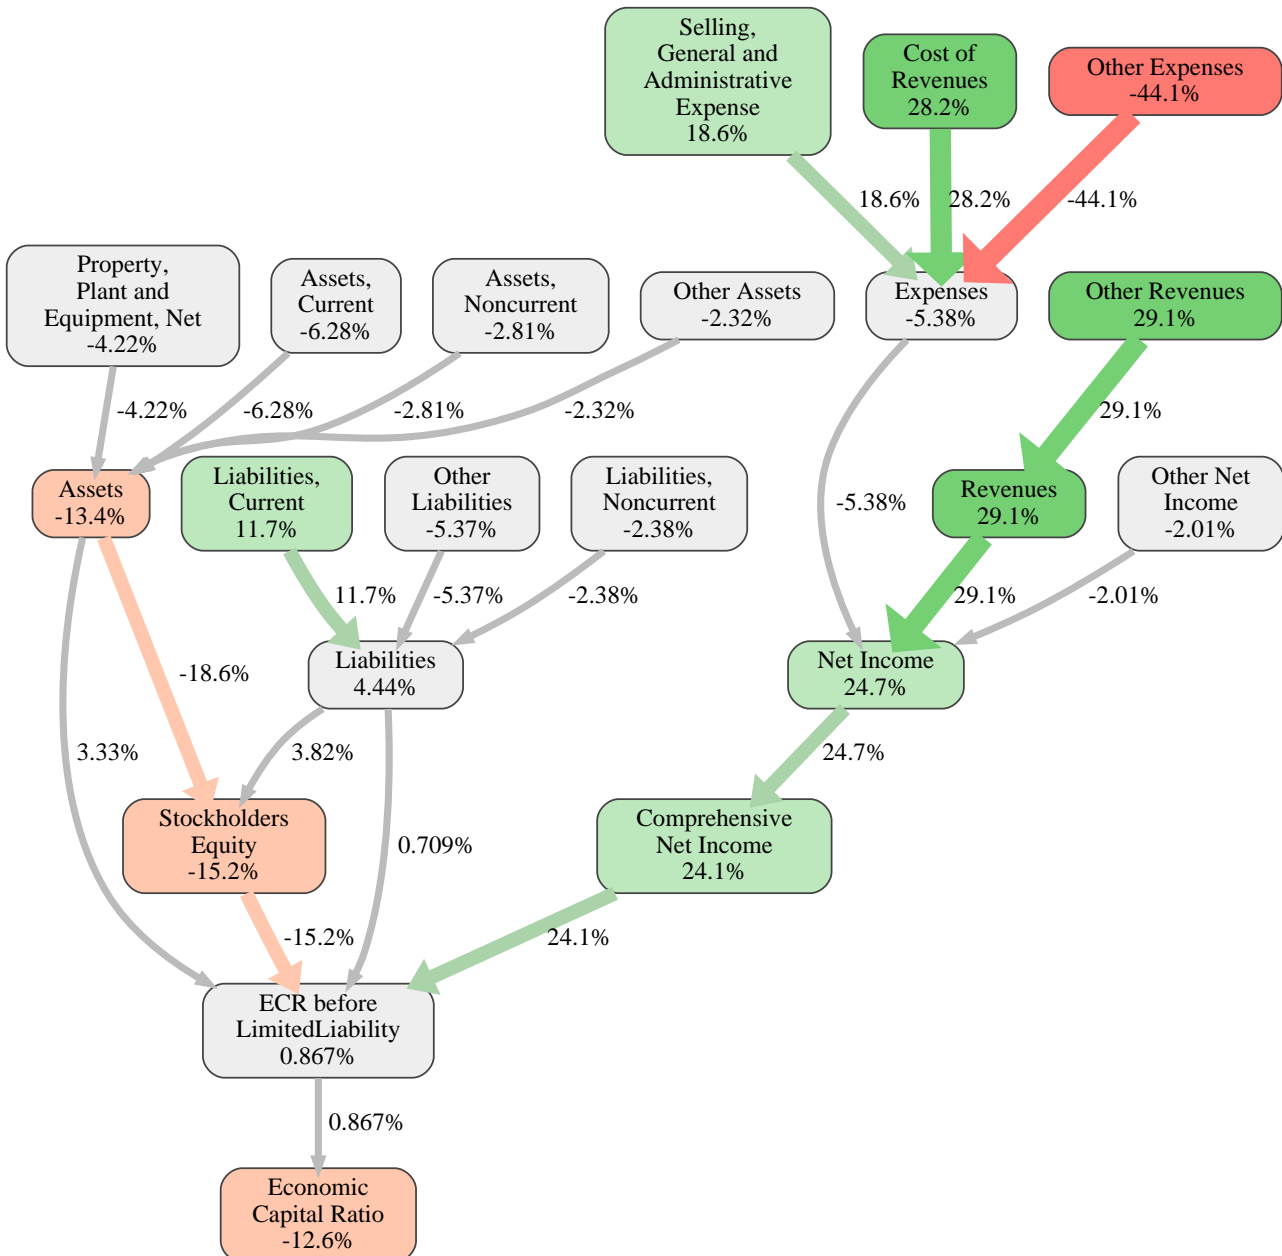 Selling,
General and
Administrative
Expense
18.6%
Cost of
Revenues
28.2%
Other Expenses
-44.1%
18.6%
28.2%
-44.1%
Property,
Plant and
Equipment, Net
-4.22%
Assets,
Current
-6.28%
Assets,
Noncurrent
-2.81%
Other Assets
-2.32%
Expenses
-5.38%
Other Revenues
29.1%
-4.22%
-6.28%
-2.81%
-2.32%
29.1%
Assets
-13.4%
Liabilities,
Current
11.7%
Other
Liabilities
-5.37%
Liabilities,
Noncurrent
-2.38%
-5.38%
Revenues
29.1%
Other Net
Income
-2.01%
11.7%
-5.37%
-2.38%
29.1%
-2.01%
-18.6%
Liabilities
4.44%
Net Income
24.7%
3.33%
3.82%
24.7%
Stockholders
Equity
-15.2%
0.709%
Comprehensive
Net Income
24.1%
-15.2%
24.1%
ECR before
LimitedLiability
0.867%
0.867%
Economic
Capital Ratio
-12.6%